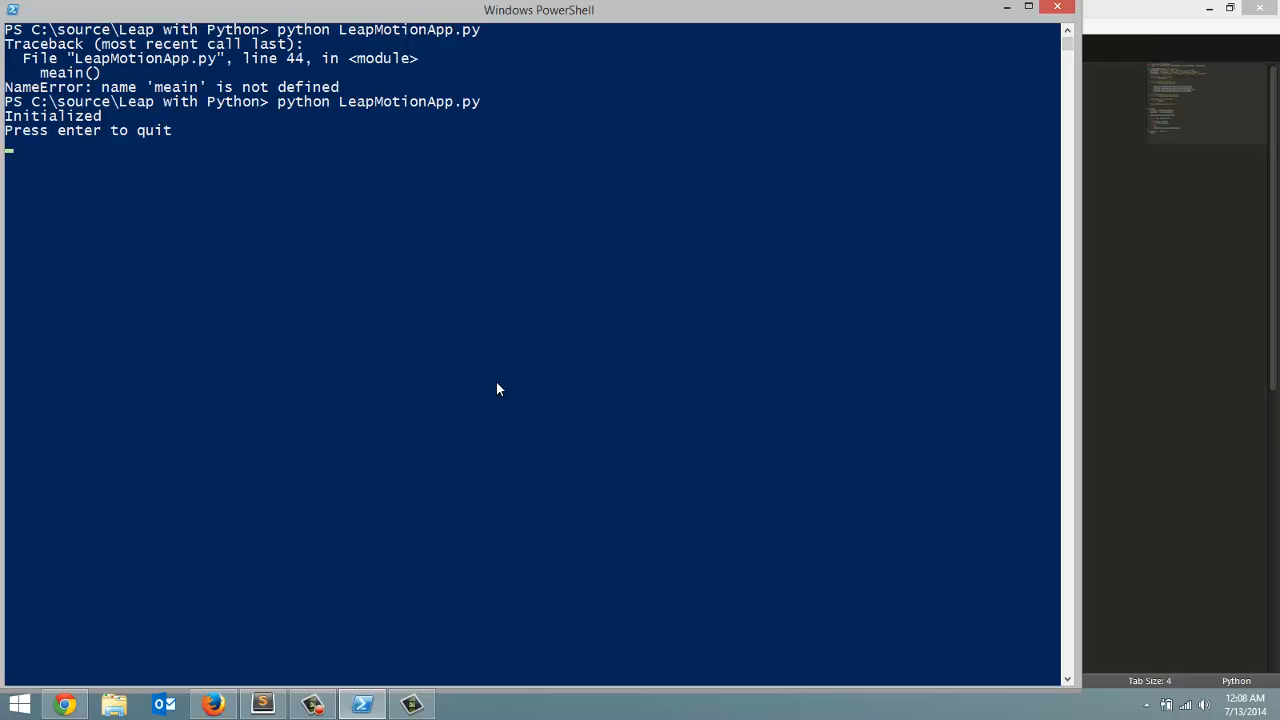 Windows PowerShell
PS C:\source\Leap with Python> python LeapMotionApp.py
Traceback (most recent call last):
  File "LeapMotionApp.py", line 44, in <module>
    meain()
NameError: name 'meain' is not defined
PS C:\source\Leap with Python> python LeapMotionApp.py
Initialized
Press enter to quit
Tab Size: 4
Python
12:08 AM
7/13/2014